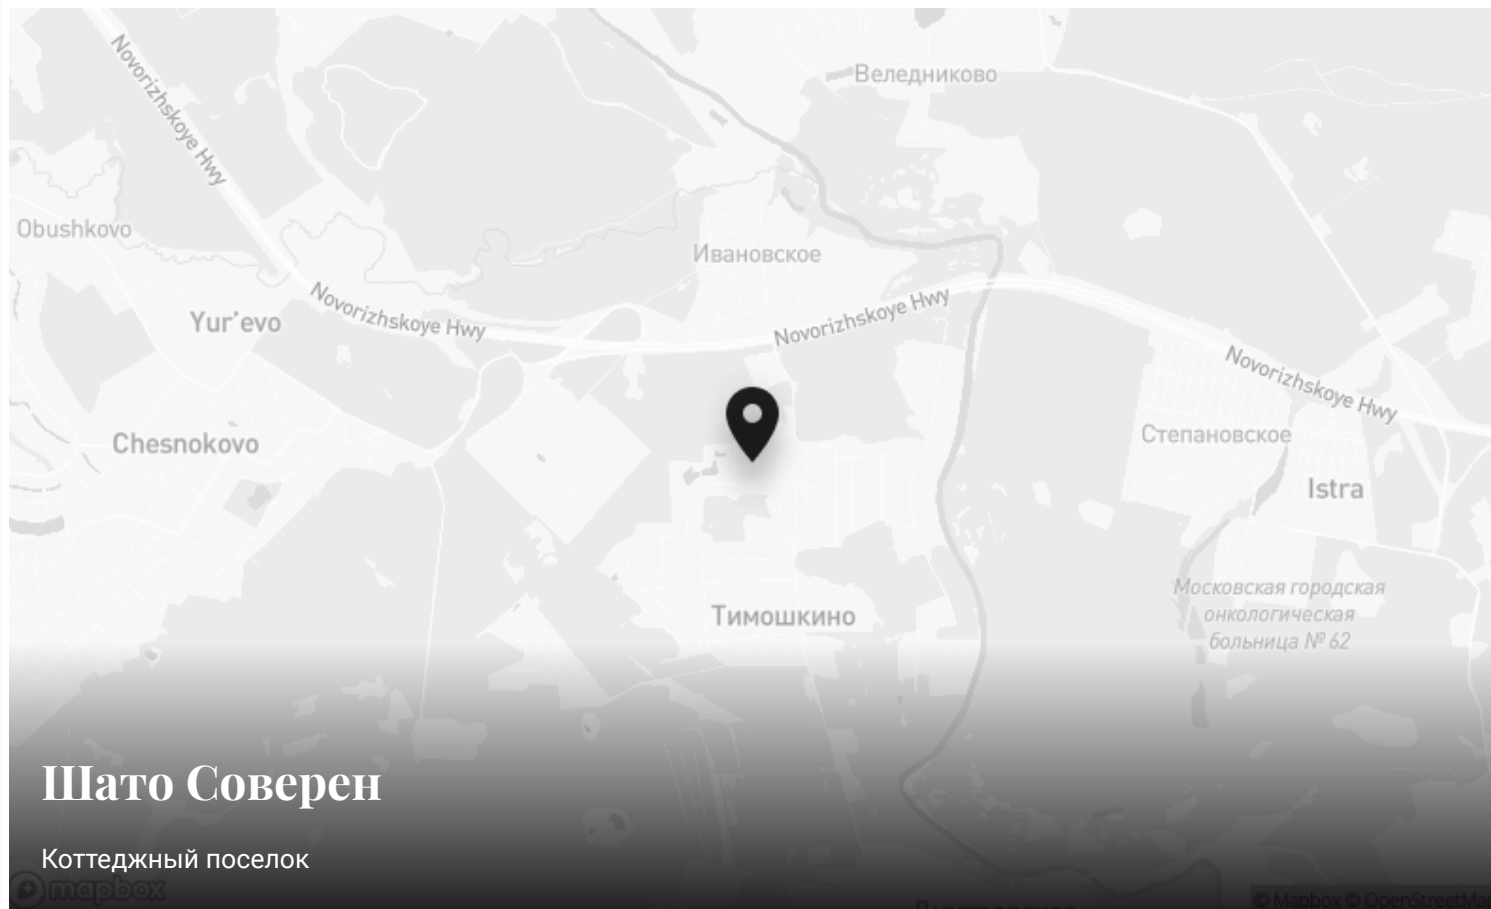 Novorizhskoye Hwy
Веледниково
Obushkovo
Ивановское
Yur'evo
Novorizhskoye Hwy
Novorizhskoye Hwy
Novorizhskoye Hwy
Chesnokovo
Степановское
Istra
Московская городская
онкологическая
больница № 62
Тимошкино
Шато Соверен
Коттеджный поселок
mapbox
© Mapbox © OpenStreetMap